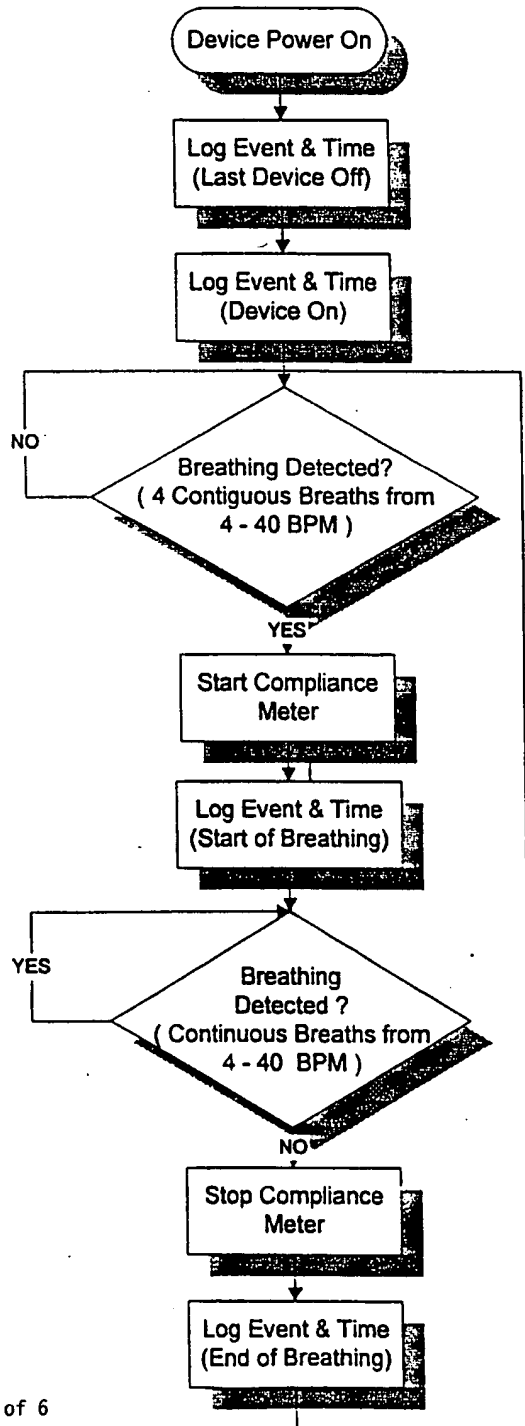 Device Power On
Log Event & Time
(Last Device Off)
Log Event & Time
(Device On)
NO
Breathing Detected?
( 4 Contiguous Breaths from
4 - 40 BPM )
YES
Start Compliance
Meter
Log Event & Time
(Start of Breathing)
YES
Breathing
Detected ?
( Continuous Breaths from
4 - 40 BPM )
NO
Stop Compliance
Meter
Log Event & Time
(End of Breathing)
of 6